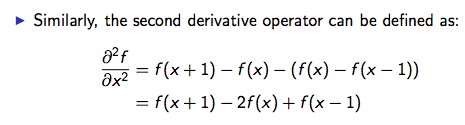 ▶ Similarly, the second derivative operator can be defined as:
∂²f/∂x² = f(x + 1) − f(x) − (f(x) − f(x − 1))
= f(x + 1) − 2f(x) + f(x − 1)